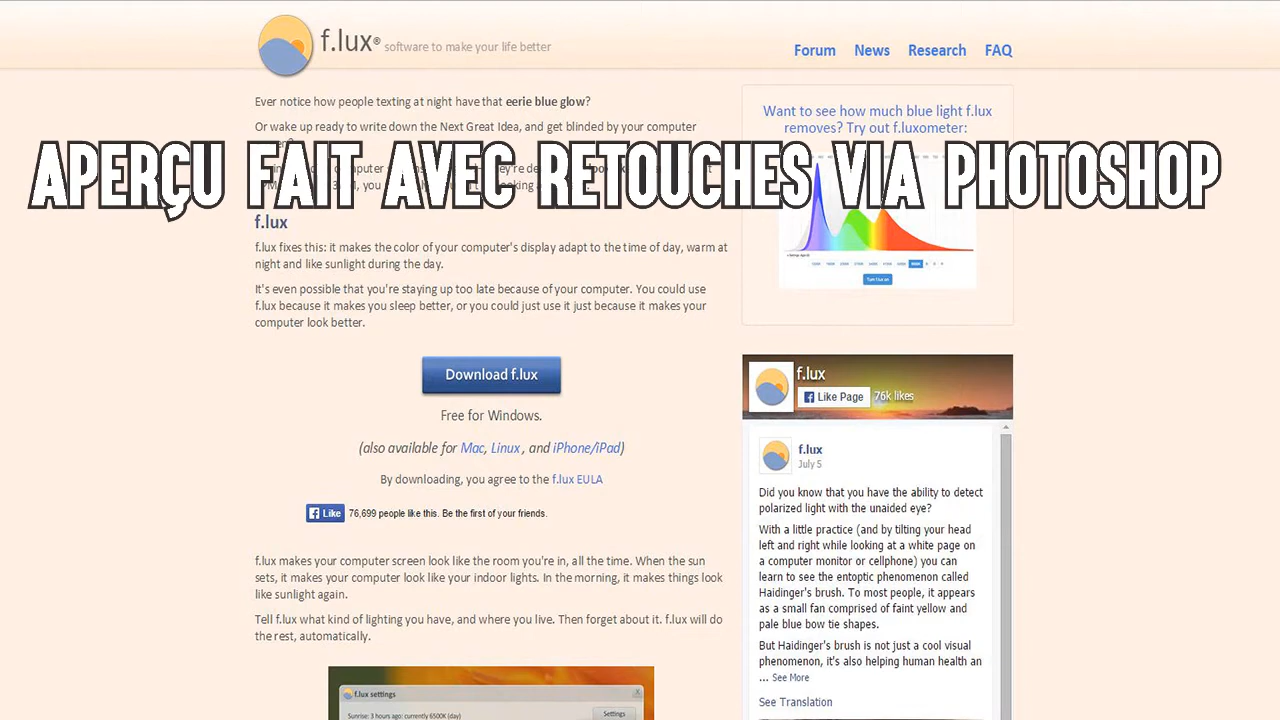 f.lux® software to make your life better
Forum News Research FAQ
Ever notice how people texting at night have that eerie blue glow?
Or wake up ready to write down the Next Great Idea, and get blinded by your computer
APERÇU FAIT AVEC RETOUCHES VIA PHOTOSHOP
f.lux
f.lux fixes this: it makes the color of your computer's display adapt to the time of day, warm at
night and like sunlight during the day.
It's even possible that you're staying up too late because of your computer. You could use
f.lux because it makes you sleep better, or you could just use it just because it makes your
computer look better.
Download f.lux
Free for Windows.
(also available for Mac, Linux , and iPhone/iPad)
By downloading, you agree to the f.lux EULA
Like 76,699 people like this. Be the first of your friends.
f.lux makes your computer screen look like the room you're in, all the time. When the sun
sets, it makes your computer look like your indoor lights. In the morning, it makes things look
like sunlight again.
Tell f.lux what kind of lighting you have, and where you live. Then forget about it. f.lux will do
the rest, automatically.
f.lux settings
Sunrise: 3 hours ago: currently 6500K (day)
Settings
Want to see how much blue light f.lux
removes? Try out f.luxometer:
f.lux
Like Page 76k likes
f.lux
July 5
Did you know that you have the ability to detect
polarized light with the unaided eye?
With a little practice (and by tilting your head
left and right while looking at a white page on
a computer monitor or cellphone) you can
learn to see the entoptic phenomenon called
Haidinger's brush. To most people, it appears
as a small fan comprised of faint yellow and
pale blue bow tie shapes.
But Haidinger's brush is not just a cool visual
phenomenon, it's also helping human health an
... See More
See Translation